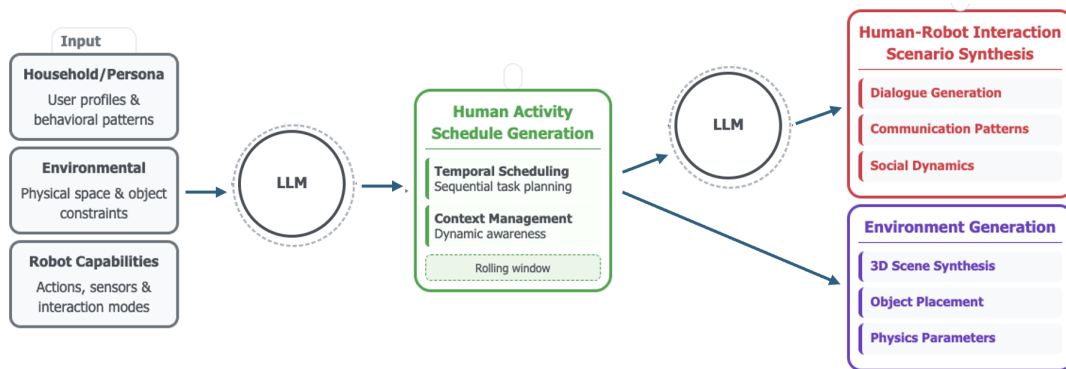 Input
Household/Persona
User profiles &
behavioral patterns
Environmental
Physical space & object
constraints
Robot Capabilities
Actions, sensors &
interaction modes
LLM
Human Activity
Schedule Generation
Temporal Scheduling
Sequential task planning
Context Management
Dynamic awareness
Rolling window
LLM
Human-Robot Interaction
Scenario Synthesis
Dialogue Generation
Communication Patterns
Social Dynamics
Environment Generation
3D Scene Synthesis
Object Placement
Physics Parameters